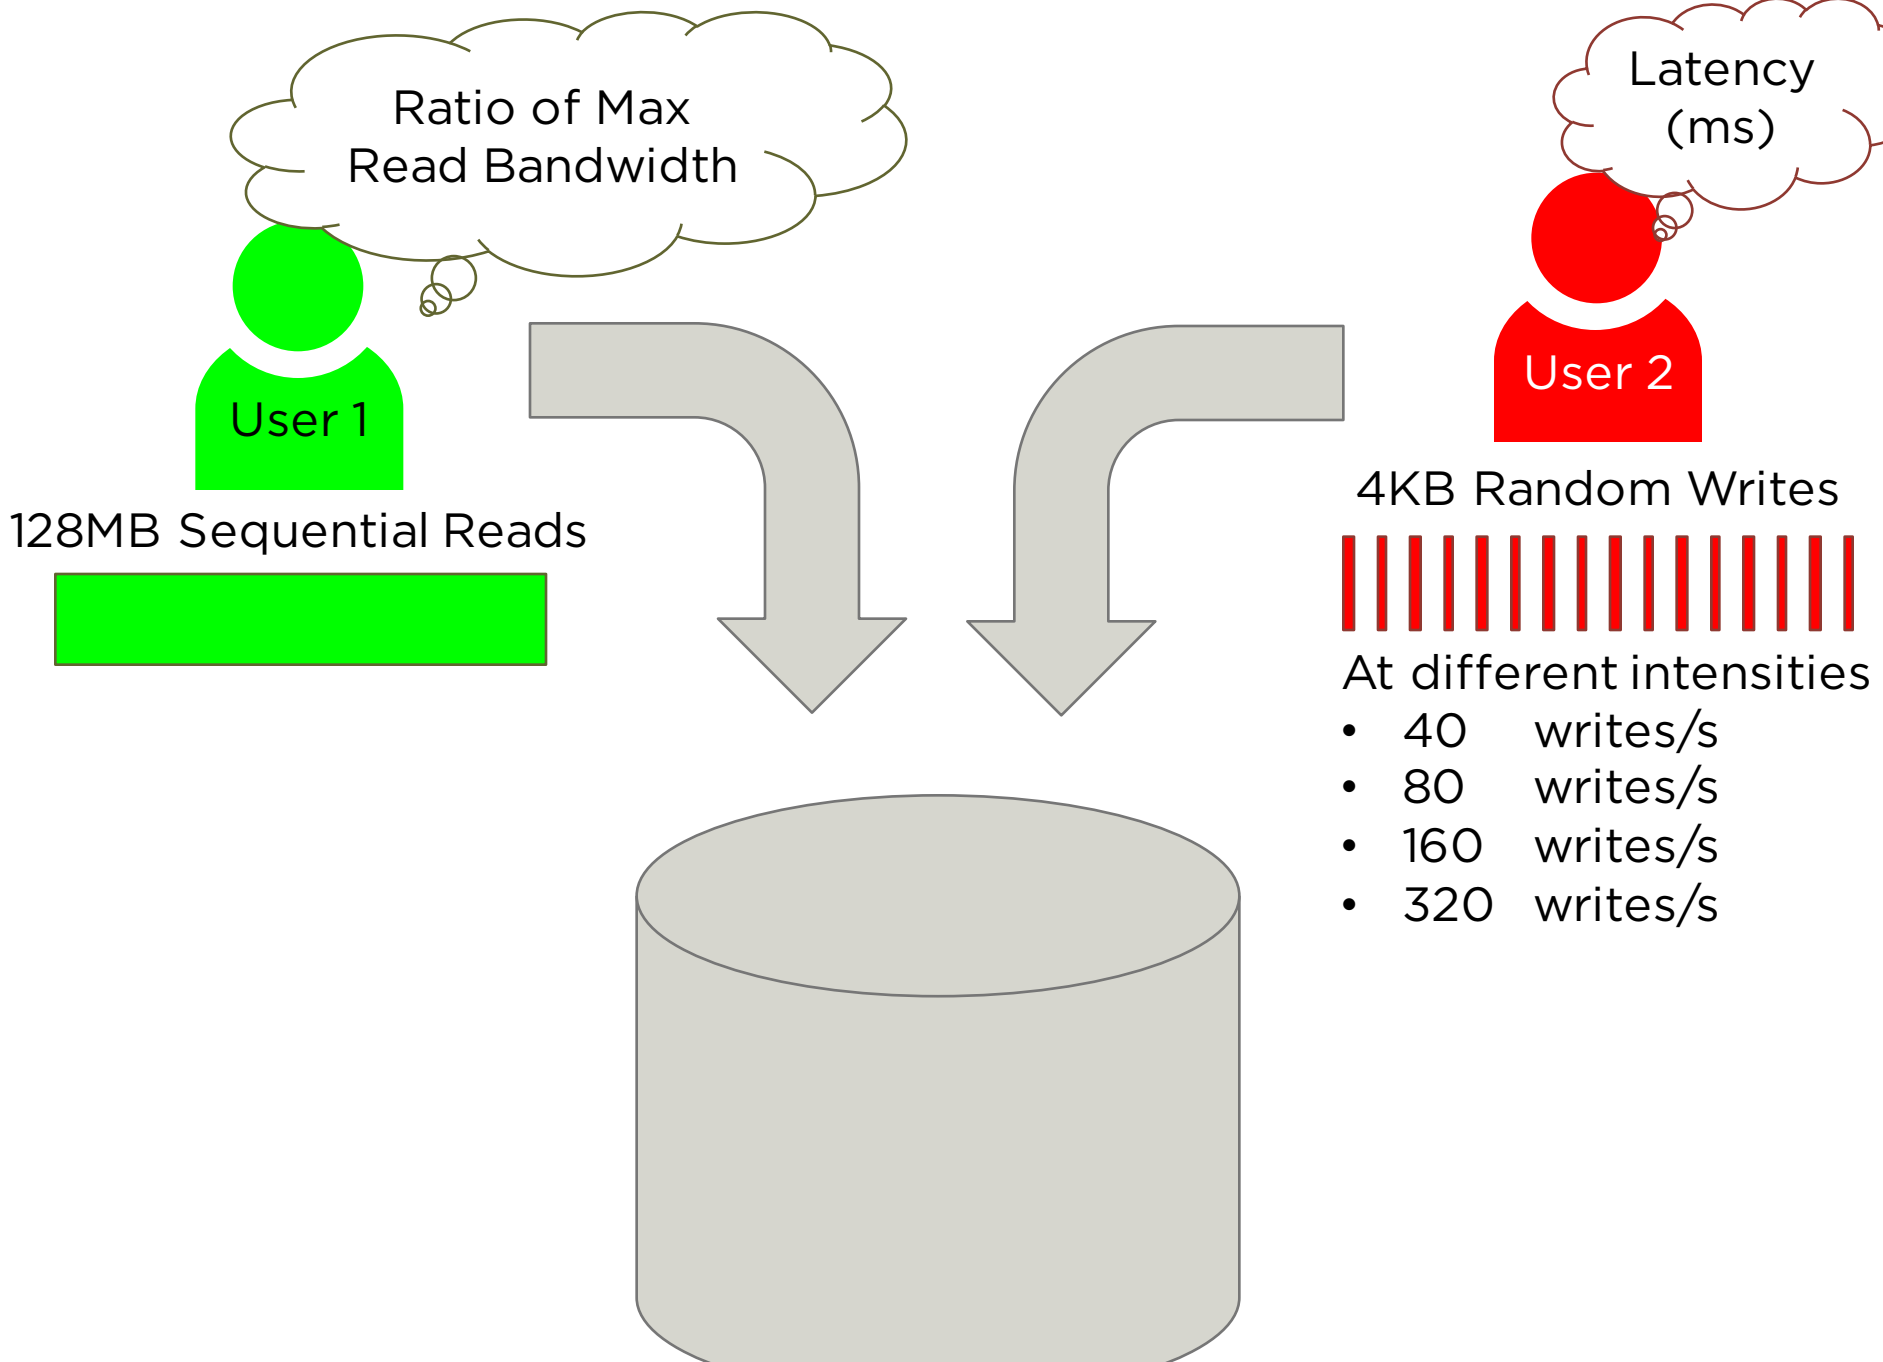 Ratio of Max
Read Bandwidth
User 1
128MB Sequential Reads
Latency
(ms)
User 2
4KB Random Writes
At different intensities
• 40 writes/s
• 80 writes/s
• 160 writes/s
• 320 writes/s